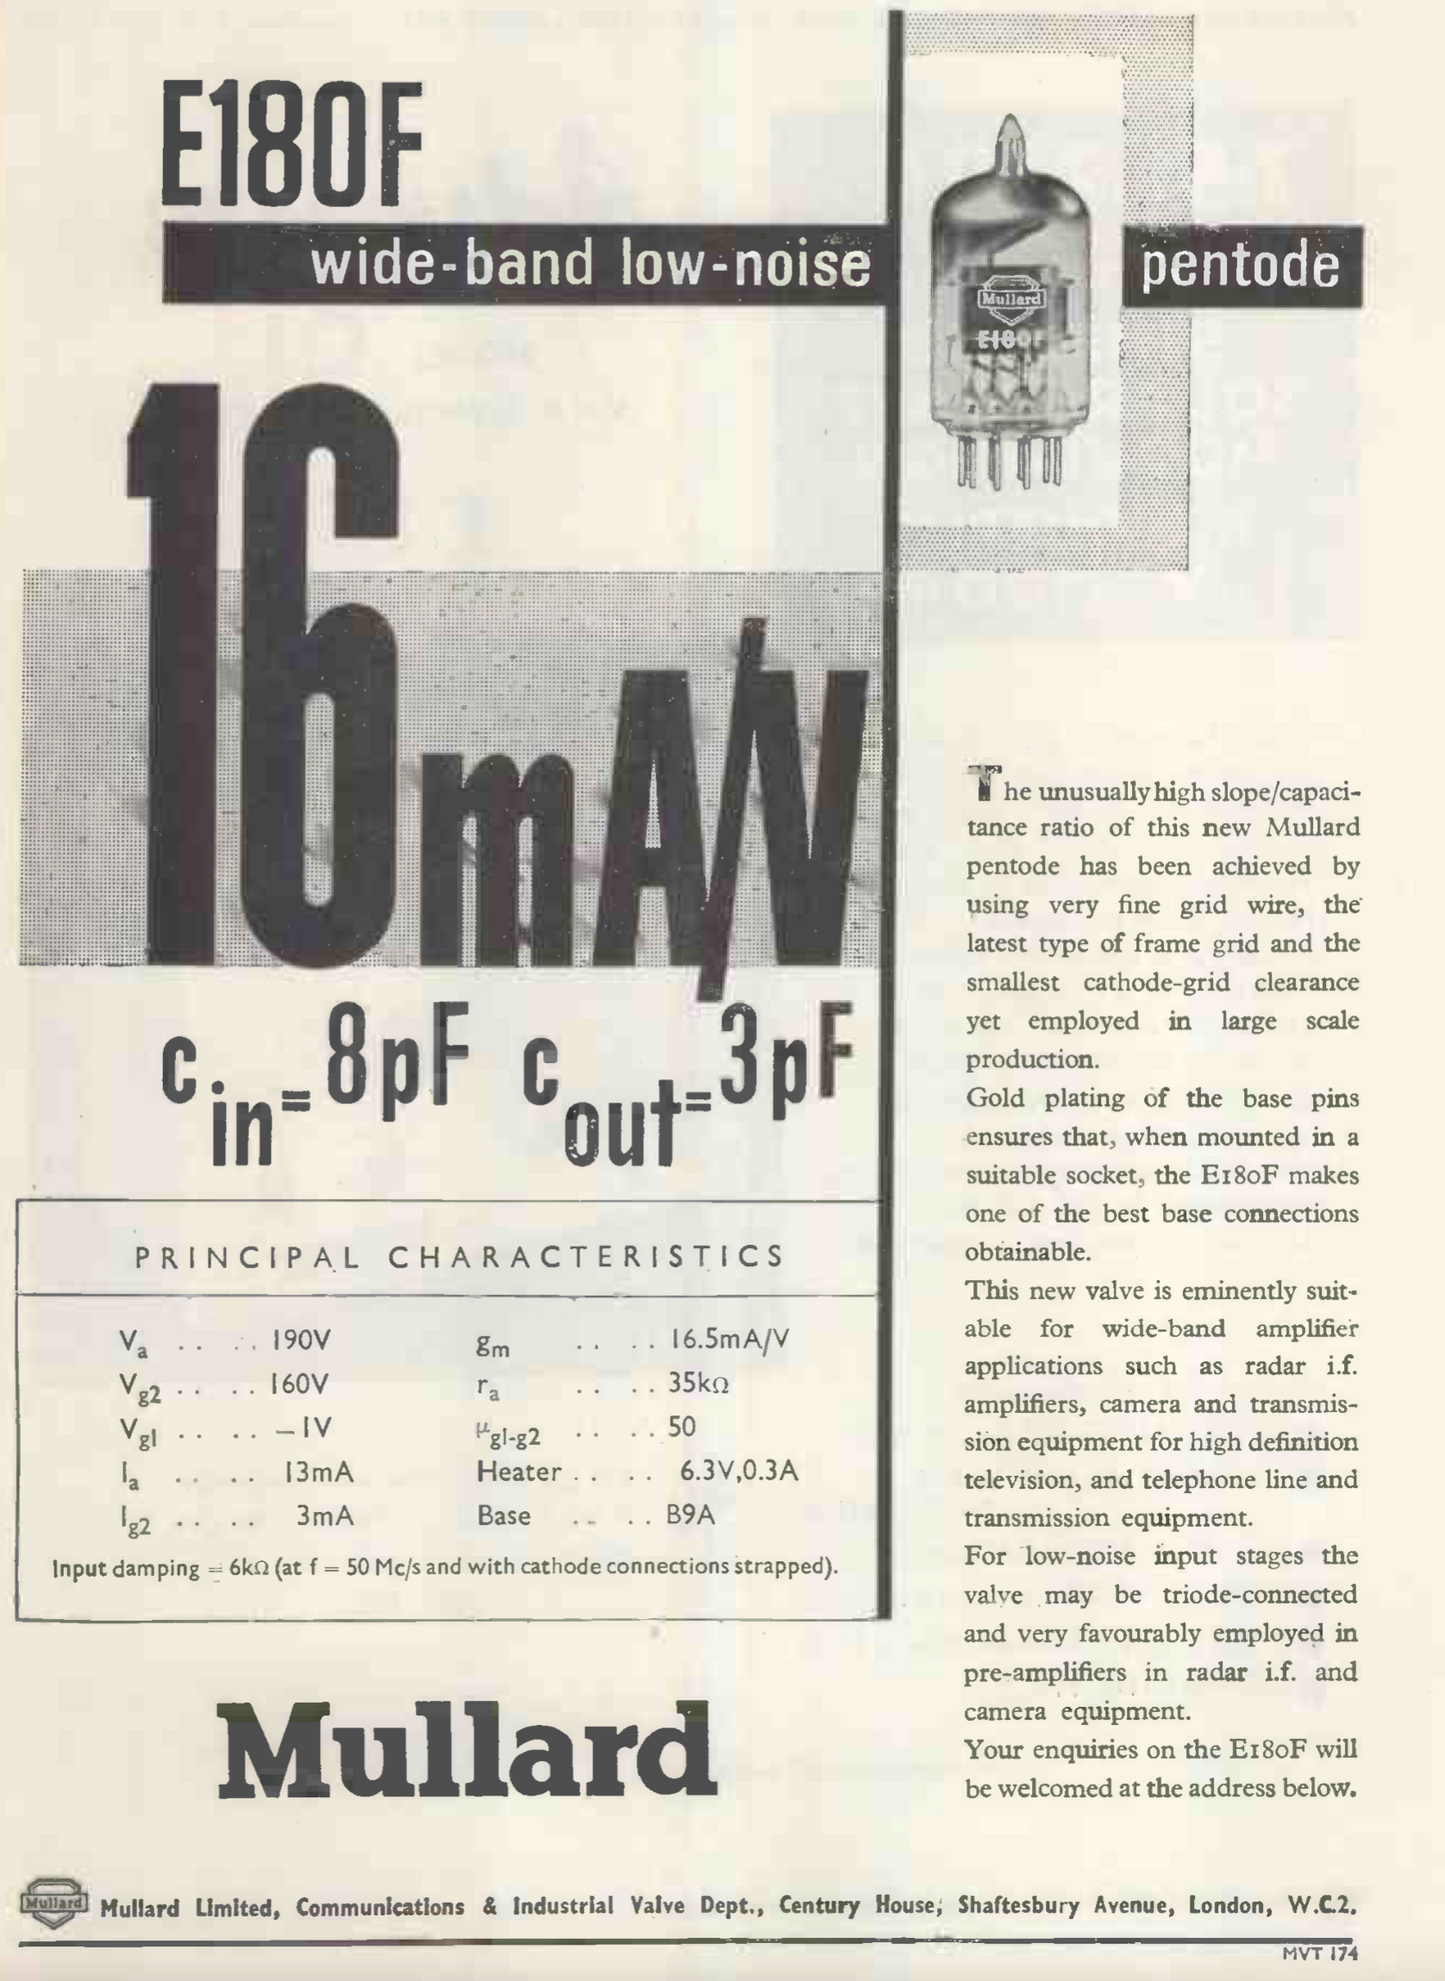 E180F
wide-band low-noise pentode
Mullard
E180F
16mA/V
c in= 8pF c out= 3pF
PRINCIPAL CHARACTERISTICS
Va .. .. 190V
Vg2 .. .. 160V
Vg1 .. .. –1V
Ia .. .. 13mA
Ig2 .. .. 3mA
gm .. .. 16.5mA/V
ra .. .. 35kΩ
μg1-g2 .. .. 50
Heater .. .. 6.3V,0.3A
Base .. .. B9A
Input damping = 6kΩ (at f = 50 Mc/s and with cathode connections strapped).
The unusually high slope/capaci-
tance ratio of this new Mullard
pentode has been achieved by
using very fine grid wire, the
latest type of frame grid and the
smallest cathode-grid clearance
yet employed in large scale
production.
Gold plating of the base pins
ensures that, when mounted in a
suitable socket, the E180F makes
one of the best base connections
obtainable.
This new valve is eminently suit-
able for wide-band amplifier
applications such as radar i.f.
amplifiers, camera and transmis-
sion equipment for high definition
television, and telephone line and
transmission equipment.
For low-noise input stages the
valve may be triode-connected
and very favourably employed in
pre-amplifiers in radar i.f. and
camera equipment.
Your enquiries on the E180F will
be welcomed at the address below.
Mullard
Mullard
Mullard Limited, Communications & Industrial Valve Dept., Century House, Shaftesbury Avenue, London, W.C.2.
MVT 174